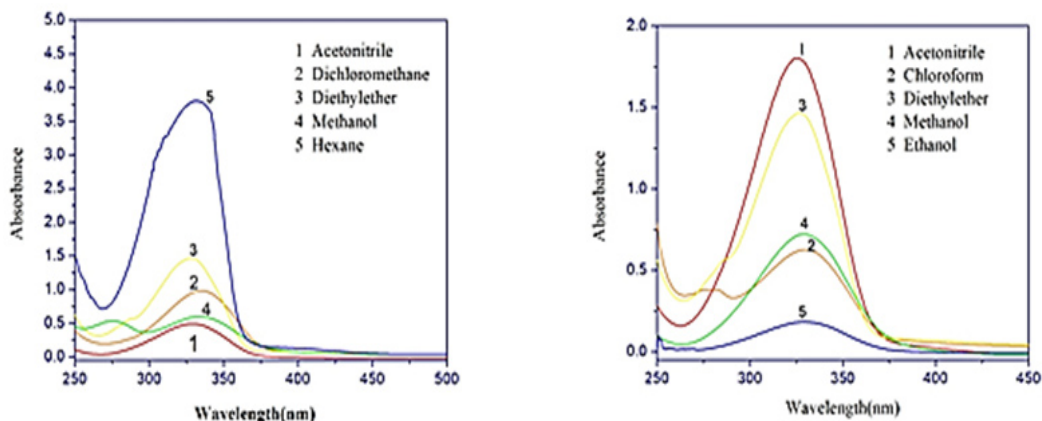 5.0
4.5
4.0
3.5
3.0
2.5
2.0
1.5
1.0
0.5
0.0
Absorbance
1 Acetonitrile
2 Dichloromethane
3 Diethylether
4 Methanol
5 Hexane
5
3
2
4
1
250 300 350 400 450 500
Wavelength(nm)
2.0
1.5
1.0
0.5
0.0
Absorbance
1 Acetonitrile
2 Chloroform
3 Diethylether
4 Methanol
5 Ethanol
1
3
4
2
5
250 300 350 400 450
Wavelength(nm)